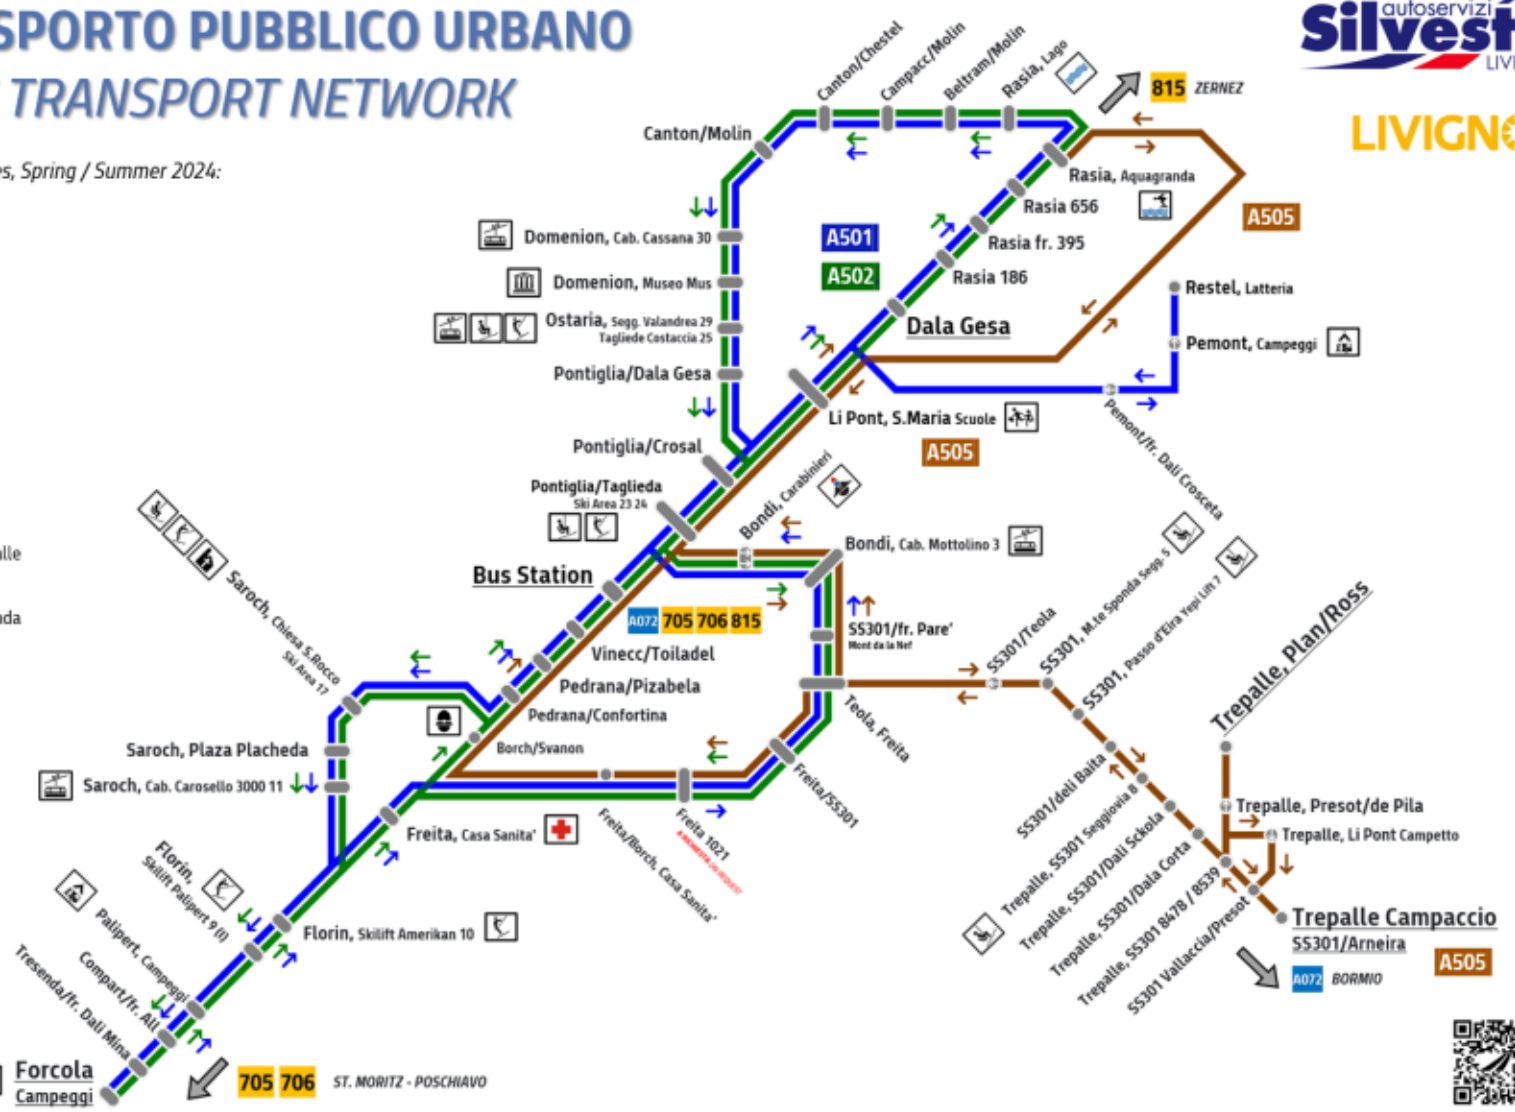 SPORTO PUBBLICO URBANO
TRANSPORT NETWORK
es, Spring / Summer 2024:
autoservizi
Silvest
LIVI
LIVIGNO
815 ZERNEZ
Canton/Chestel
Campacc/Molin
Beltram/Molin
Rasia, Lago
Canton/Molin
Rasia, Aquagranda
Rasia 656
Rasia fr. 395
Rasia 186
A505
A501
A502
Domenion, Cab. Cassana 30
Domenion, Museo Mus
Ostaria, Segg. Valandrea 29
Tagliede Costaccia 25
Pontiglia/Dala Gesa
Dala Gesa
Restel, Latteria
Pemont, Campeggi
Pemont/fr. Dalì Crosceta
Li Pont, S.Maria Scuole
A505
Pontiglia/Crosal
Pontiglia/Taglieda
Ski Area 23 24
Bondi, Carabinieri
Bondi, Cab. Mottolino 3
Bus Station
A072 705 706 815
SS301/fr. Pare'
Mont da la Nef
alle
nda
Saroch, Chiesa S.Rocco
Ski Area 17
Vinecc/Toiladel
Pedrana/Pizabela
Pedrana/Confortina
Borch/Svanon
Saroch, Plaza Placheda
Saroch, Cab. Carosello 3000 11
Teola, Freita
Freita/SS301
Freita 1021
A RICHIESTA ON REQUEST
Freita/Borch, Casa Sanita'
Freita, Casa Sanita'
SS301/Teola
SS301, M.te Sponda Segg. 5
SS301, Passo d'Eira Yepi Lift 7
SS301/deli Baita
Trepalle, SS301 Seggiovia 8
Trepalle, SS301/Dali Sckola
Trepalle, SS301/Dala Corta
Trepalle, SS301 8478 / 8539
SS301 Vallaccia/Presot
Trepalle, Plan/Ross
Trepalle, Presot/de Pila
Trepalle, Li Pont Campetto
Trepalle Campaccio
SS301/Arneira
A505
A072 BORMIO
Florin,
Skilift Palipert 9 (I)
Florin, Skilift Amerikan 10
Palipert, Campeggi
Compart/fr. All
Tresenda/fr. Dali Mina
Forcola
Campeggi
705 706 ST. MORITZ - POSCHIAVO